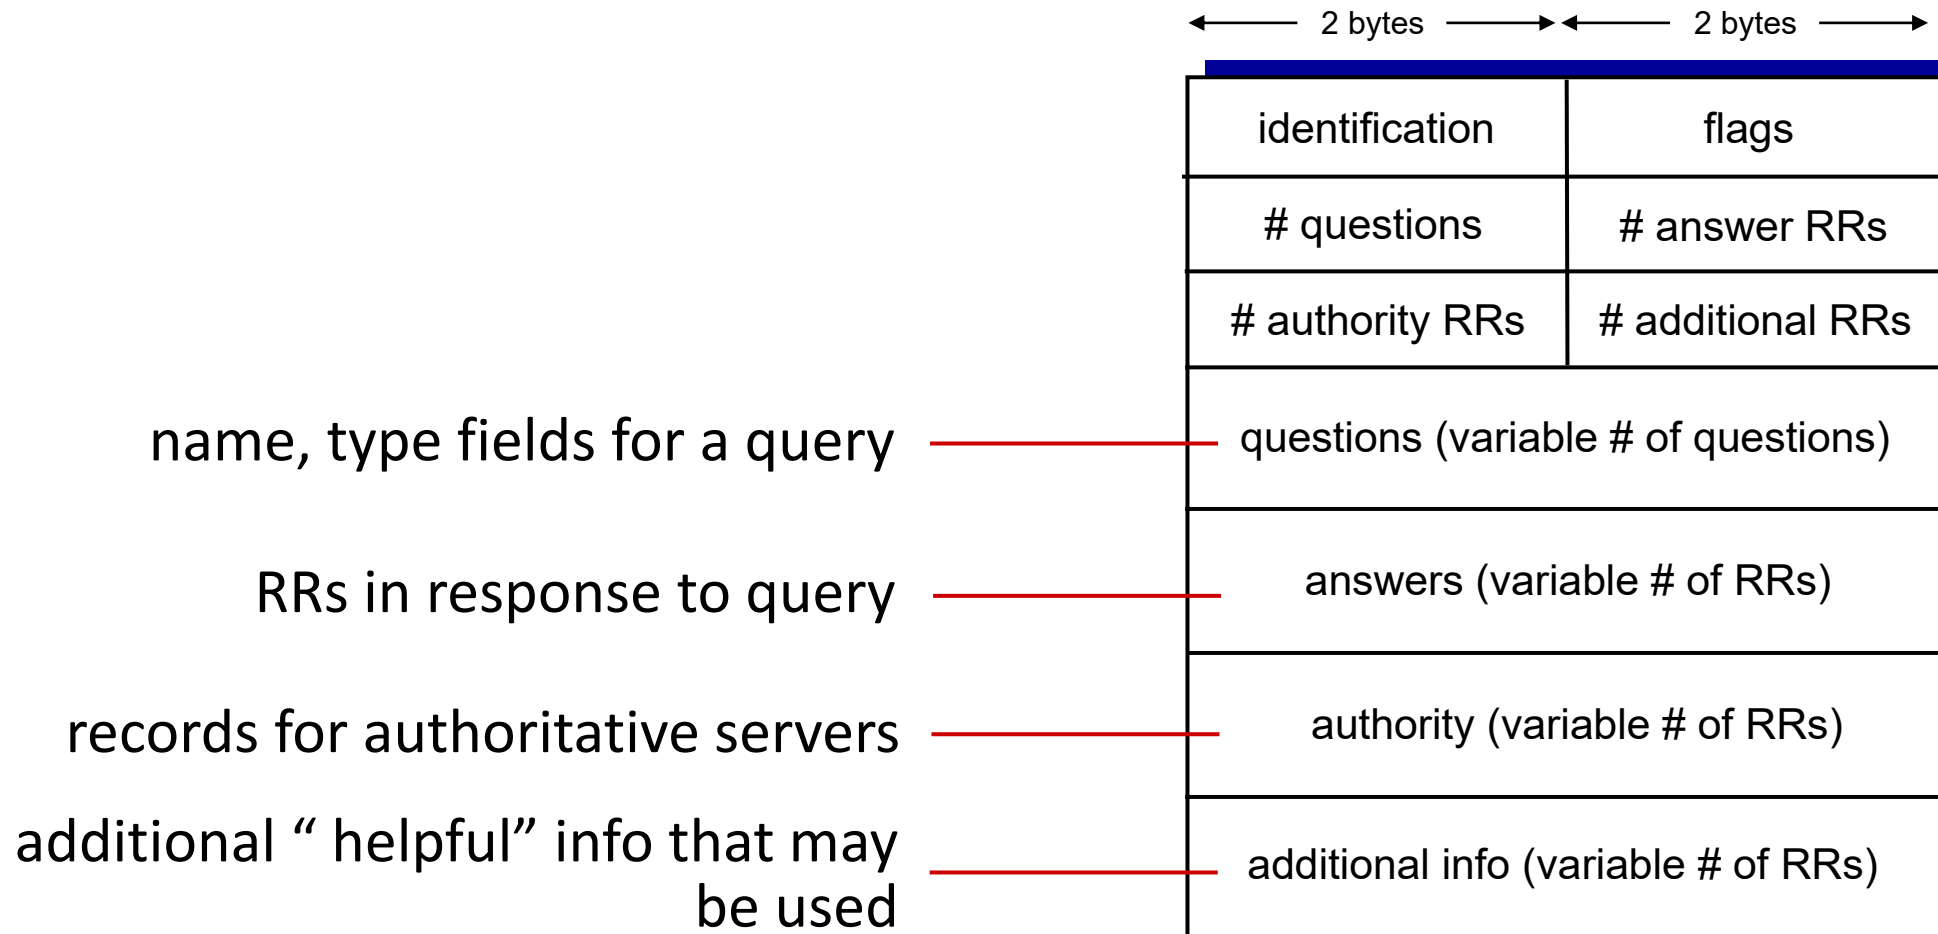 2 bytes 2 bytes
identification flags
# questions # answer RRs
# authority RRs # additional RRs
name, type fields for a query questions (variable # of questions)
RRs in response to query answers (variable # of RRs)
records for authoritative servers authority (variable # of RRs)
additional “ helpful” info that may
be used
additional info (variable # of RRs)